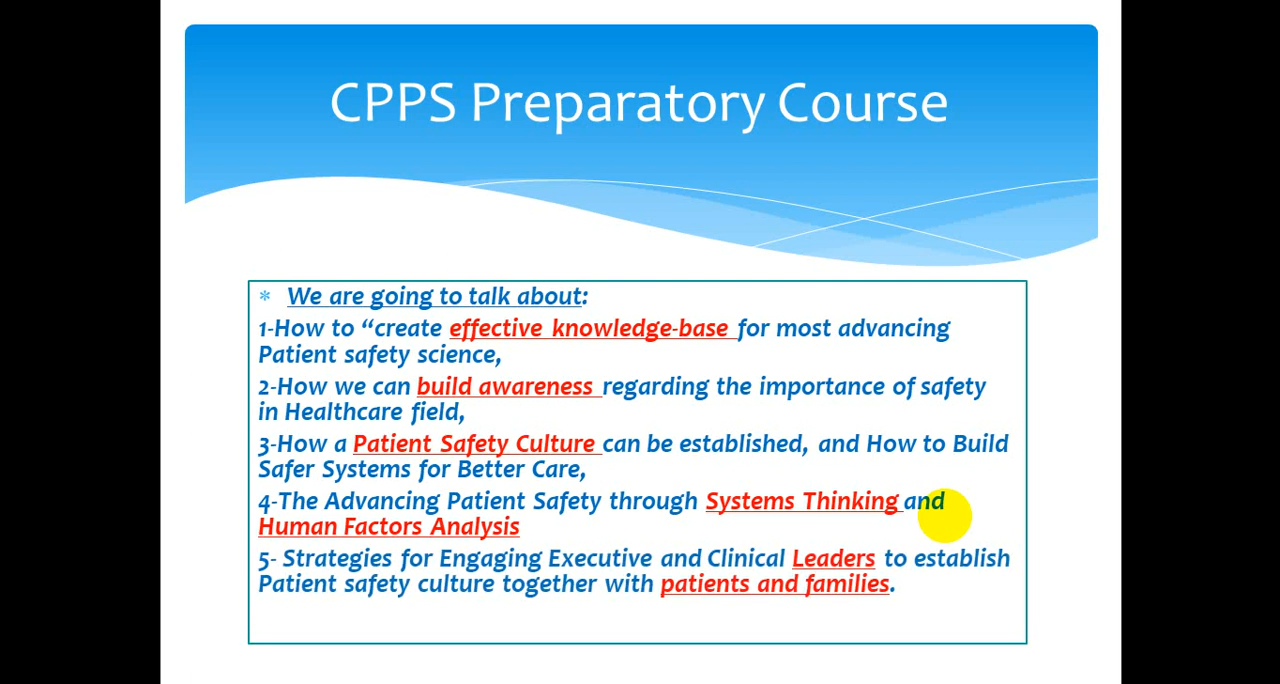 CPPS Preparatory Course
* We are going to talk about:
1-How to “create effective knowledge-base for most advancing
Patient safety science,
2-How we can build awareness regarding the importance of safety
in Healthcare field,
3-How a Patient Safety Culture can be established, and How to Build
Safer Systems for Better Care,
4-The Advancing Patient Safety through Systems Thinking and
Human Factors Analysis
5- Strategies for Engaging Executive and Clinical Leaders to establish
Patient safety culture together with patients and families.